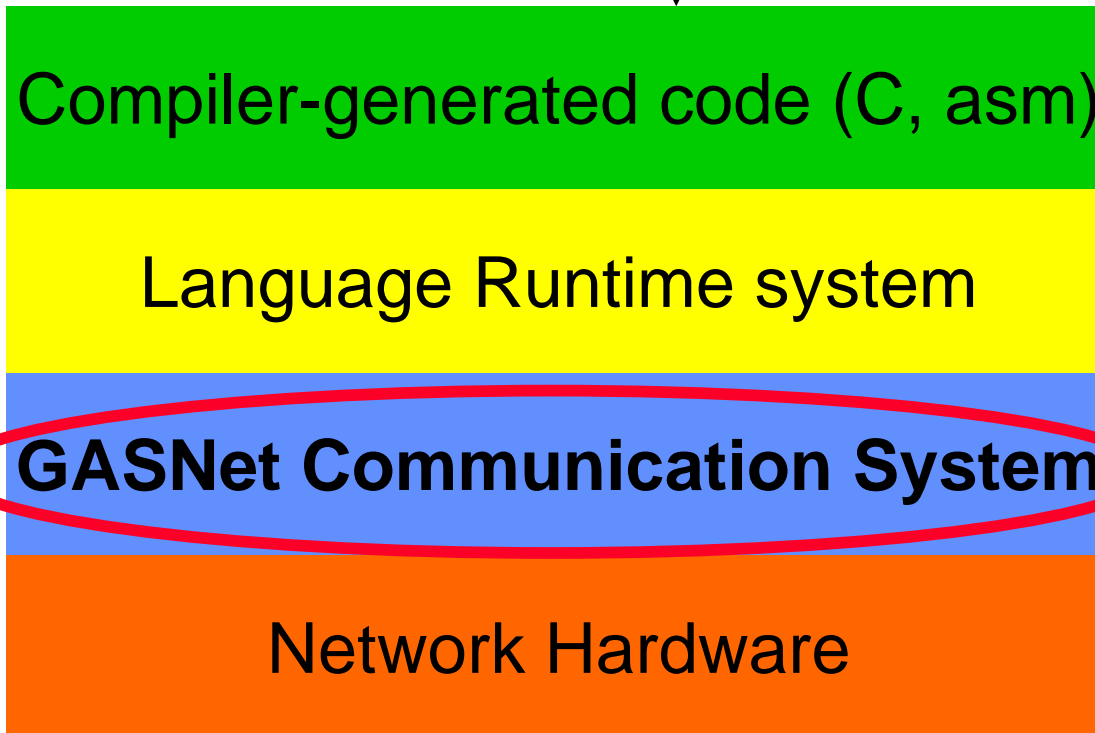 Compiler-generated code (C, asm)
Language Runtime system
GASNet Communication System
Network Hardware